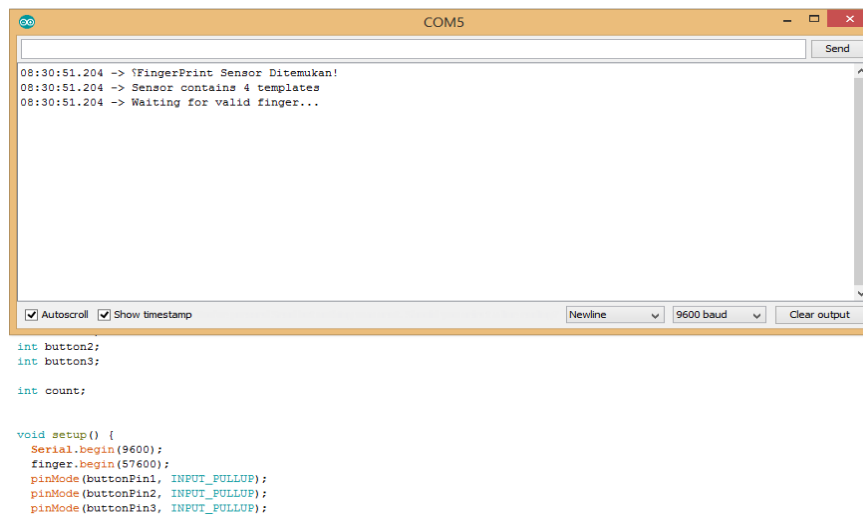 COM5
Send
08:30:51.204 -> ⸮FingerPrint Sensor Ditemukan!
08:30:51.204 -> Sensor contains 4 templates
08:30:51.204 -> Waiting for valid finger...
Autoscroll Show timestamp Newline 9600 baud Clear output
int button2;
int button3;
int count;
void setup() {
Serial.begin(9600);
finger.begin(57600);
pinMode(buttonPin1, INPUT_PULLUP);
pinMode(buttonPin2, INPUT_PULLUP);
pinMode(buttonPin3, INPUT_PULLUP);